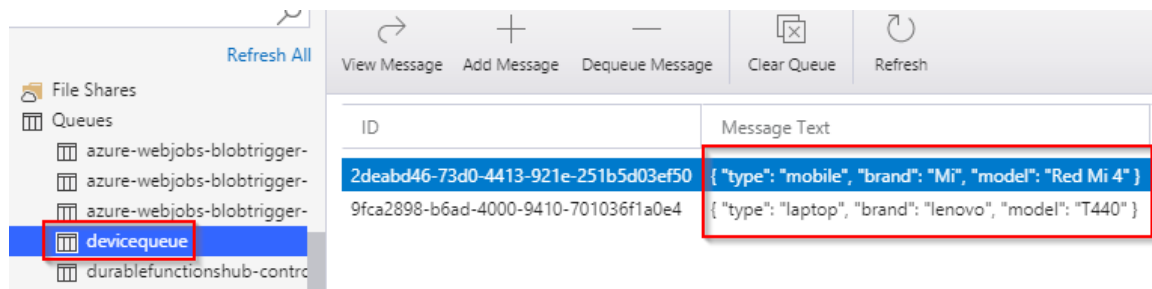 Refresh All
File Shares
Queues
azure-webjobs-blobtrigger-
azure-webjobs-blobtrigger-
azure-webjobs-blobtrigger-
devicequeue
durablefunctionshub-contro
View Message Add Message Dequeue Message Clear Queue Refresh
ID Message Text
2deabd46-73d0-4413-921e-251b5d03ef50 { "type": "mobile", "brand": "Mi", "model": "Red Mi 4" }
9fca2898-b6ad-4000-9410-701036f1a0e4 { "type": "laptop", "brand": "lenovo", "model": "T440" }